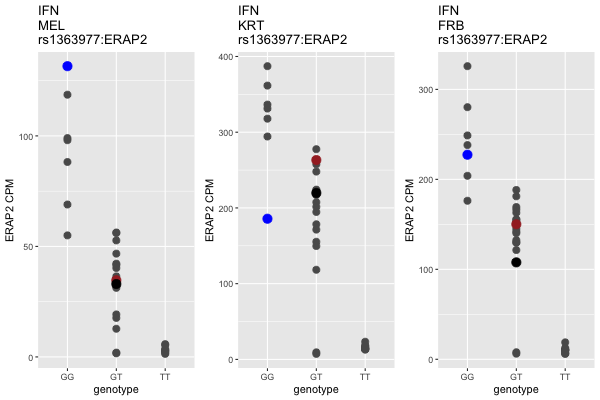 IFN
MEL
rs1363977:ERAP2
ERAP2 CPM
100
50
0
GG GT TT
genotype
IFN
KRT
rs1363977:ERAP2
ERAP2 CPM
400
300
200
100
0
GG GT TT
genotype
IFN
FRB
rs1363977:ERAP2
ERAP2 CPM
300
200
100
0
GG GT TT
genotype